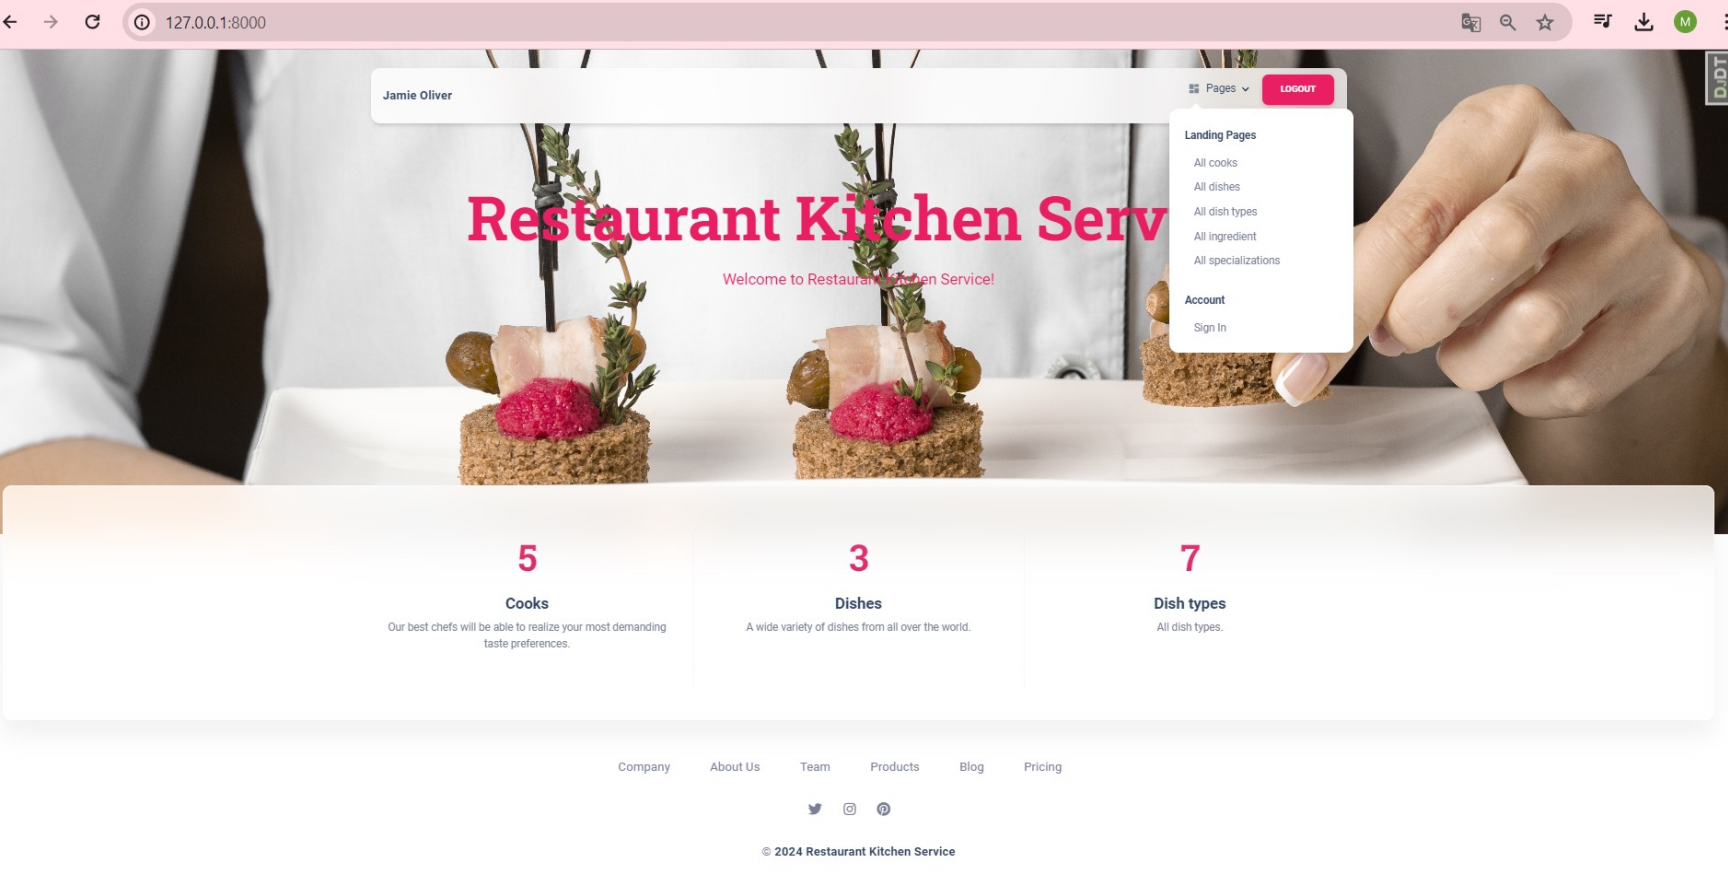 127.0.0.1:8000
M
DjDT
Jamie Oliver
Pages
LOGOUT
Landing Pages
All cooks
All dishes
All dish types
All ingredient
All specializations
Account
Sign In
Restaurant Kitchen Serv
Welcome to Restaurant Kitchen Service!
5
3
7
Cooks
Dishes
Dish types
Our best chefs will be able to realize your most demanding
taste preferences.
A wide variety of dishes from all over the world.
All dish types.
Company About Us Team Products Blog Pricing
© 2024 Restaurant Kitchen Service